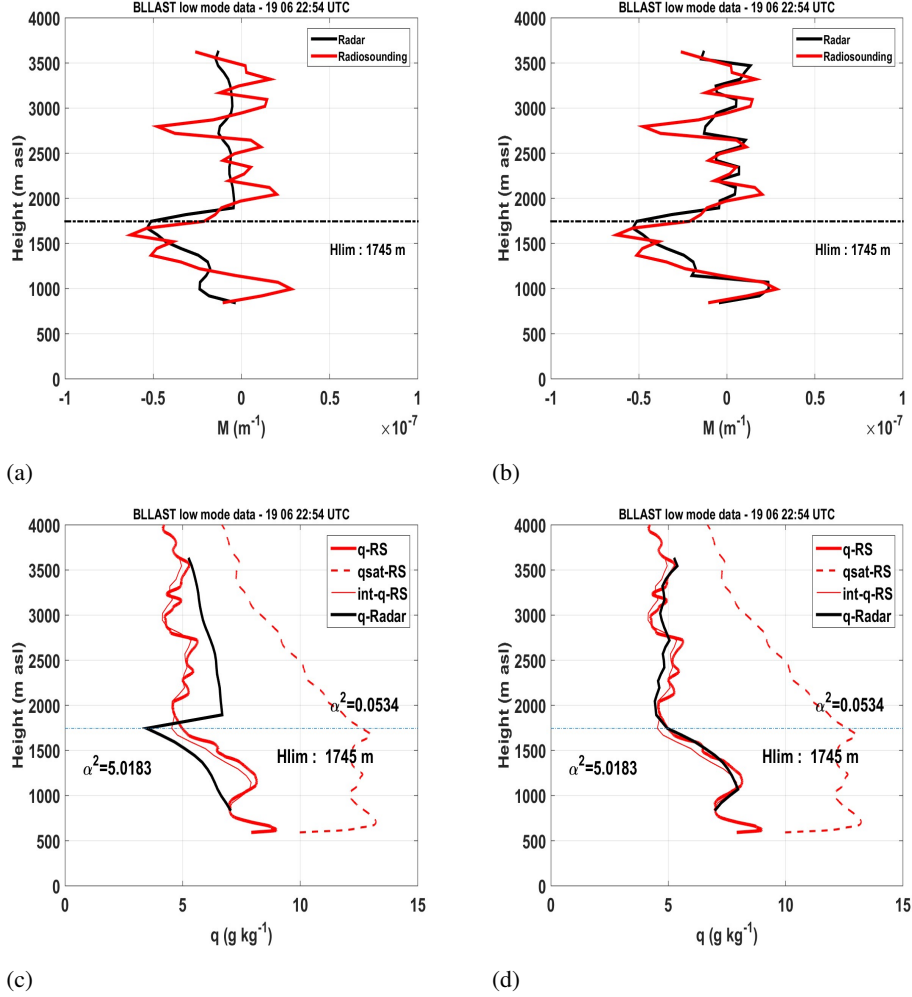 BLLAST low mode data - 19 06 22:54 UTC
4000
3500
3000
2500
2000
1500
1000
500
0
Height (m asl)
Radar
Radiosounding
Hlim : 1745 m
-1 -0.5 0 0.5 1
M (m⁻¹) ×10⁻⁷
(a)
BLLAST low mode data - 19 06 22:54 UTC
4000
3500
3000
2500
2000
1500
1000
500
0
Height (m asl)
Radar
Radiosounding
Hlim : 1745 m
-1 -0.5 0 0.5 1
M (m⁻¹) ×10⁻⁷
(b)
BLLAST low mode data - 19 06 22:54 UTC
4000
3500
3000
2500
2000
1500
1000
500
0
Height (m asl)
q-RS
qsat-RS
int-q-RS
q-Radar
α²=0.0534
Hlim : 1745 m
α²=5.0183
0 5 10 15
q (g kg⁻¹)
(c)
BLLAST low mode data - 19 06 22:54 UTC
4000
3500
3000
2500
2000
1500
1000
500
0
Height (m asl)
q-RS
qsat-RS
int-q-RS
q-Radar
α²=0.0534
Hlim : 1745 m
α²=5.0183
0 5 10 15
q (g kg⁻¹)
(d)